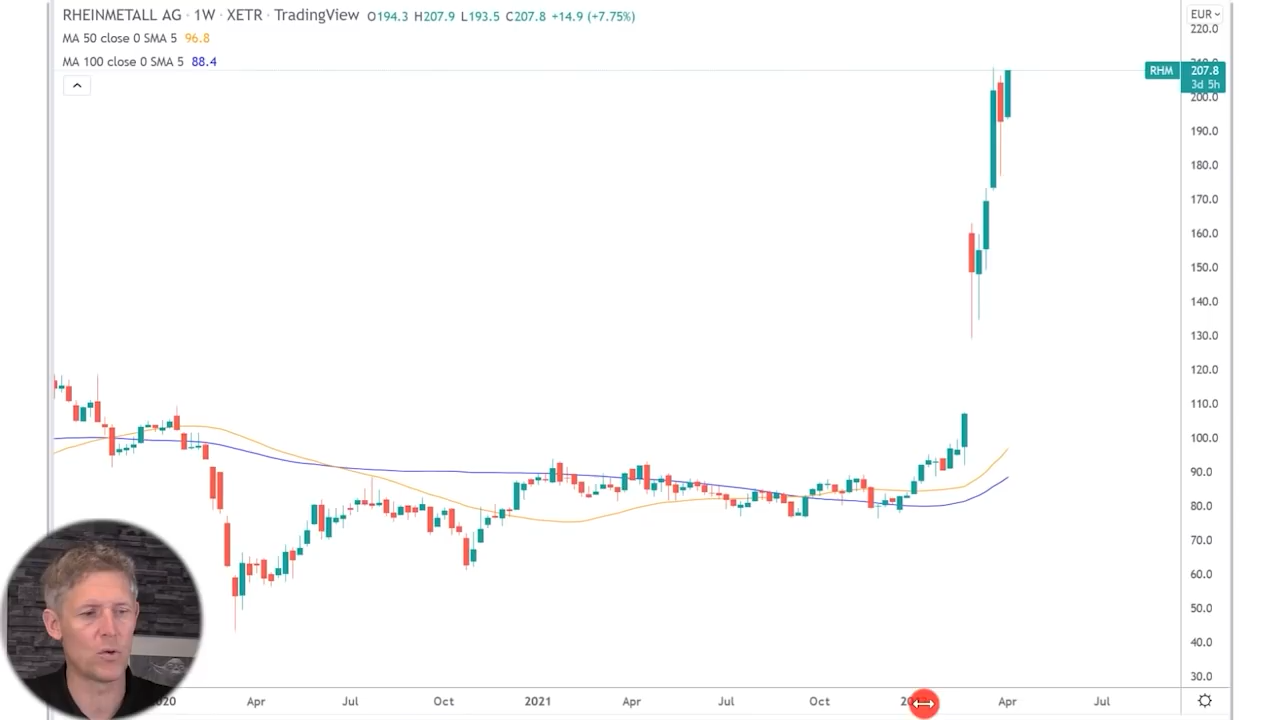 RHEINMETALL AG · 1W · XETR · TradingView O194.3 H207.9 L193.5 C207.8 +14.9 (+7.75%)
MA 50 close 0 SMA 5 96.8
MA 100 close 0 SMA 5 88.4
EUR
220.0
RHM 207.8
3d 5h
200.0
190.0
180.0
170.0
160.0
150.0
140.0
130.0
120.0
110.0
100.0
90.0
80.0
70.0
60.0
50.0
40.0
30.0
Apr Jul Oct 2021 Apr Jul Oct Apr Jul